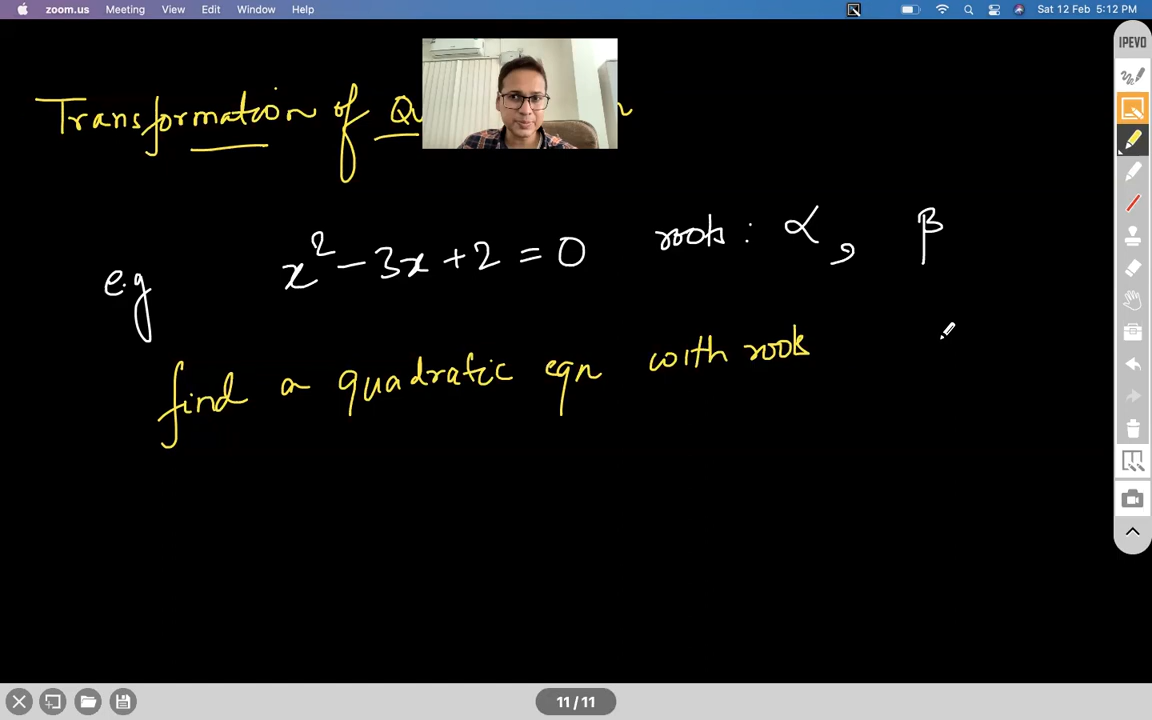 zoom.us Meeting View Edit Window Help Sat 12 Feb 5:12 PM
IPEVO
Transformation of
e.g x² - 3x + 2 = 0 roots : α, β
find a quadratic eqn with roots
11/11